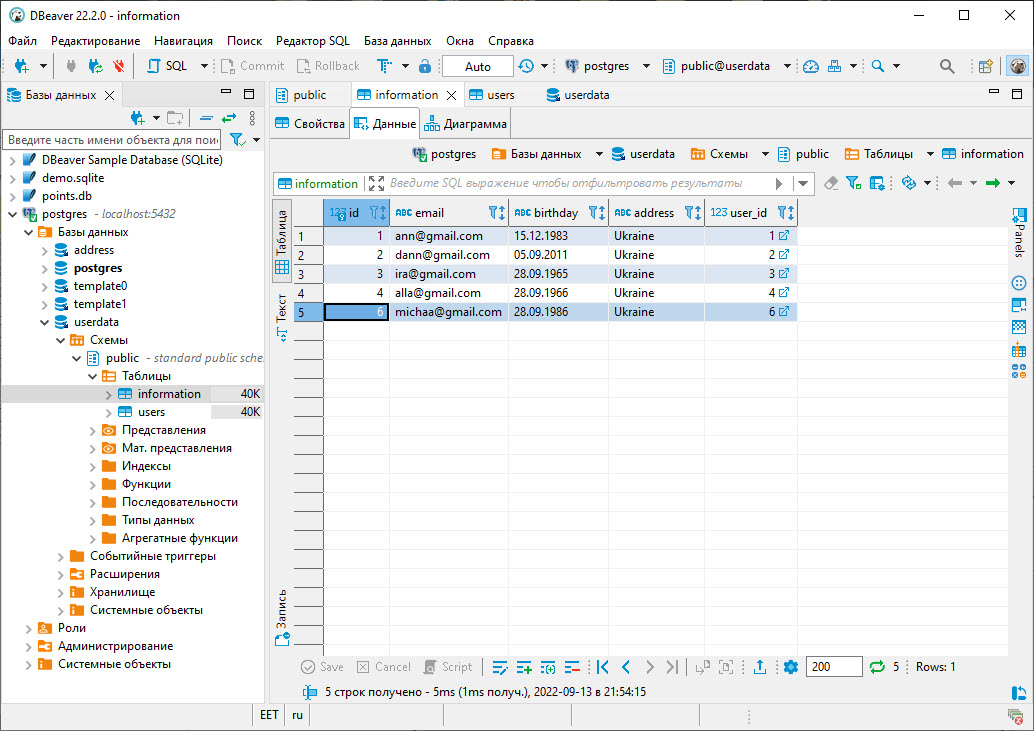 DBeaver 22.2.0 - information
Файл Редактирование Навигация Поиск Редактор SQL База данных Окна Справка
SQL Commit Rollback Auto postgres public@userdata
Базы данных
Введите часть имени объекта для пои
DBeaver Sample Database (SQLite)
demo.sqlite
points.db
postgres - localhost:5432
Базы данных
address
postgres
template0
template1
userdata
Схемы
public - standard public sche
Таблицы
information 40K
users 40K
Представления
Мат. представления
Индексы
Функции
Последовательности
Типы данных
Агрегатные функции
Событийные триггеры
Расширения
Хранилище
Системные объекты
Роли
Администрирование
Системные объекты
public information users userdata
Свойства Данные Диаграмма
postgres Базы данных userdata Схемы public Таблицы information
information Введите SQL выражение чтобы отфильтровать результаты
Таблица
Текст
Запись
123 id ABC email ABC birthday ABC address 123 user_id
1 1 ann@gmail.com 15.12.1983 Ukraine 1
2 2 dann@gmail.com 05.09.2011 Ukraine 2
3 3 ira@gmail.com 28.09.1965 Ukraine 3
4 4 alla@gmail.com 28.09.1966 Ukraine 4
5 6 michaa@gmail.com 28.09.1986 Ukraine 6
Panels
Save Cancel Script 200 5 Rows: 1
5 строк получено - 5ms (1ms получ.), 2022-09-13 в 21:54:15
EET ru